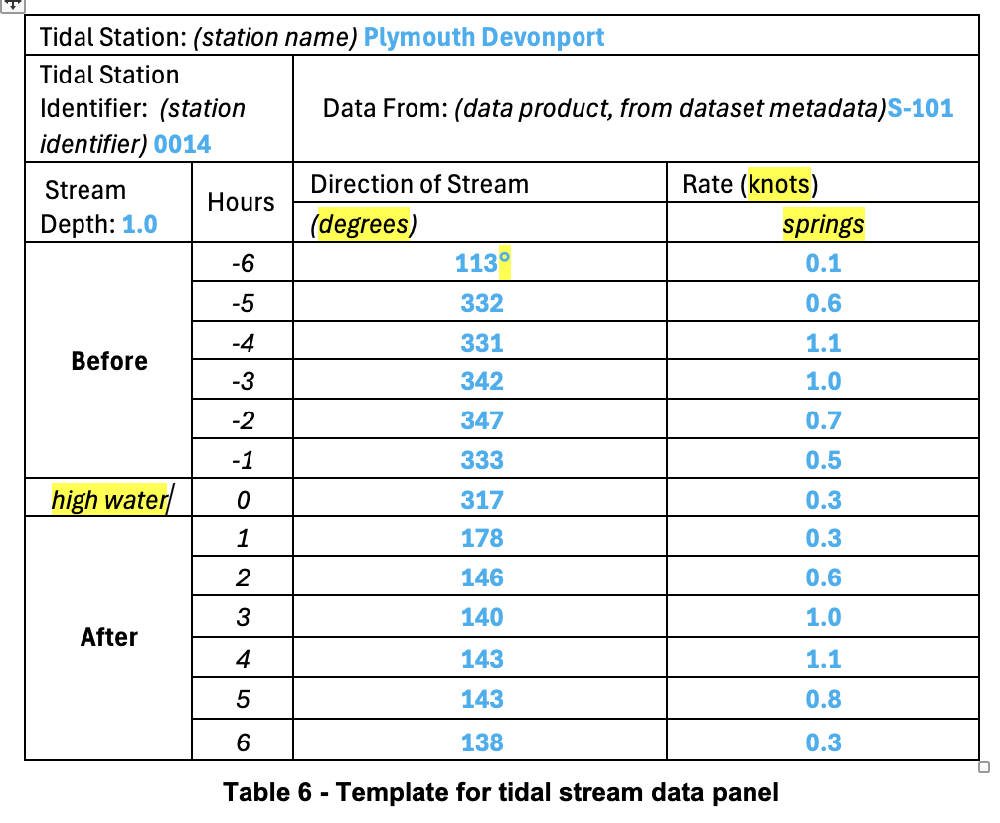 Tidal Station: (station name) Plymouth Devonport
Tidal Station
Identifier: (station
identifier) 0014
Data From: (data product, from dataset metadata)S-101
Stream
Depth: 1.0
Hours
Direction of Stream
(degrees)
Rate (knots)
springs
Before
-6 113° 0.1
-5 332 0.6
-4 331 1.1
-3 342 1.0
-2 347 0.7
-1 333 0.5
high water/ 0 317 0.3
After
1 178 0.3
2 146 0.6
3 140 1.0
4 143 1.1
5 143 0.8
6 138 0.3
Table 6 - Template for tidal stream data panel